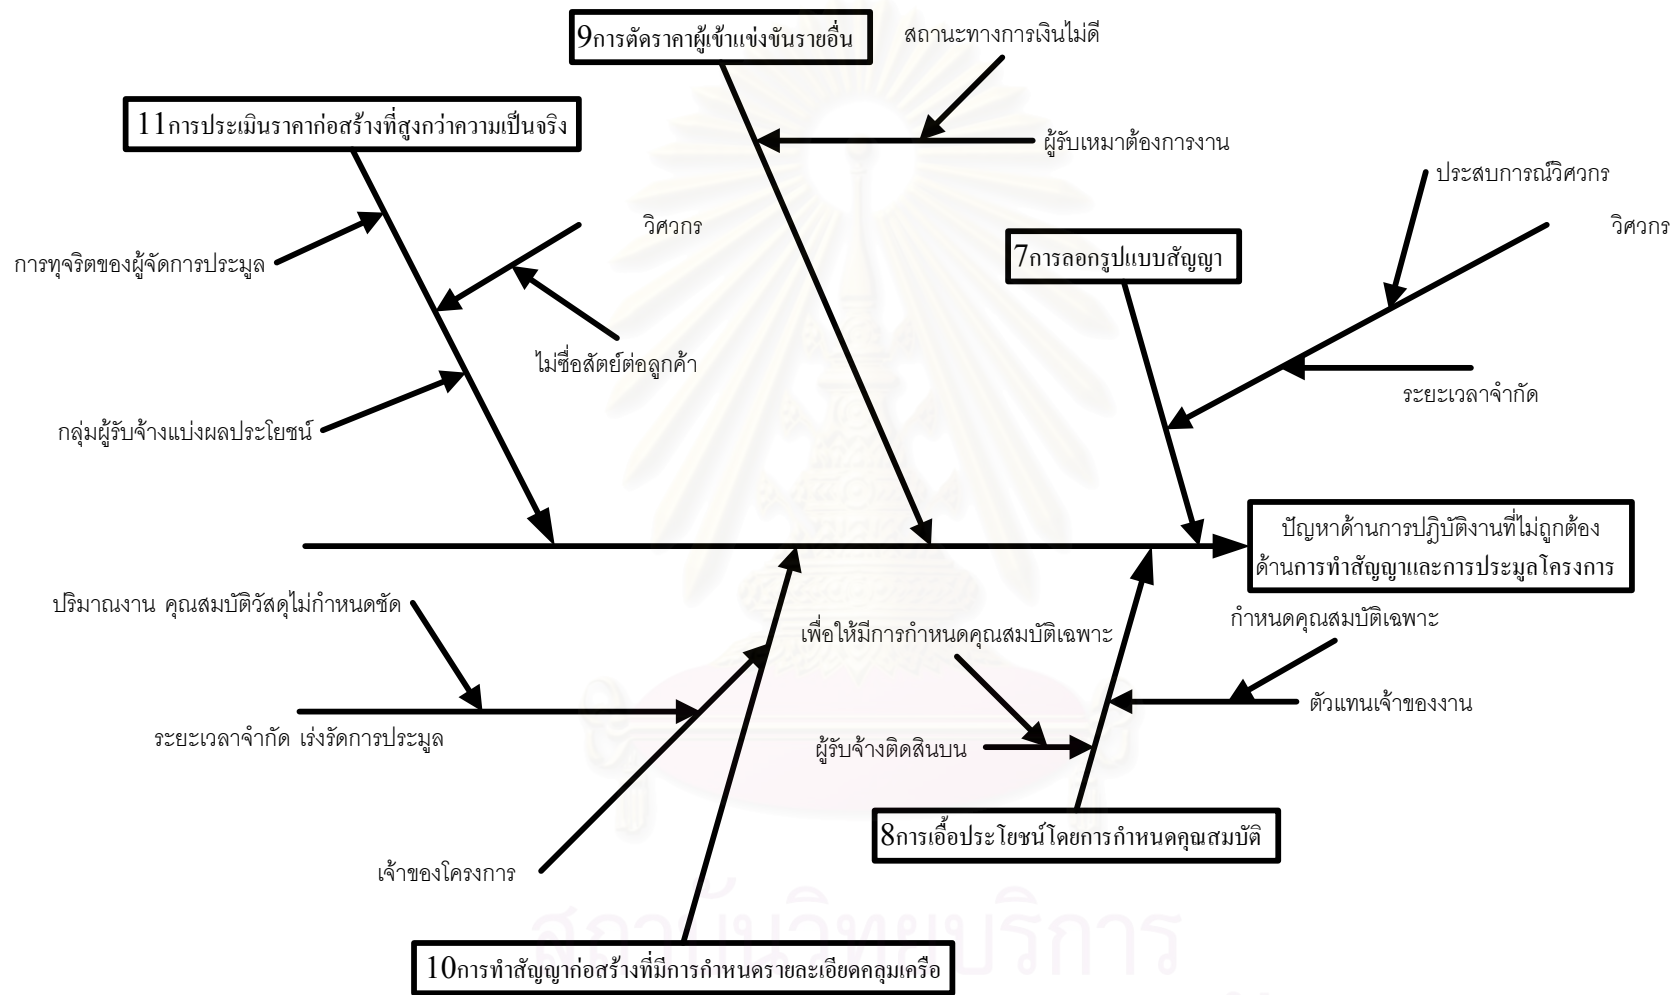 9การตัดราคาผู้เข้าแข่งขันรายอื่น
สถานะทางการเงินไม่ดี
11การประเมินราคาก่อสร้างที่สูงกว่าความเป็นจริง
ผู้รับเหมาต้องการงาน
ประสบการณ์วิศวกร
วิศวกร
วิศวกร
7การลอกรูปแบบสัญญา
การทุจริตของผู้จัดการประมูล
ไม่ซื่อสัตย์ต่อลูกค้า
ระยะเวลาจำกัด
กลุ่มผู้รับจ้างแบ่งผลประโยชน์
ปัญหาด้านการปฏิบัติงานที่ไม่ถูกต้อง
ด้านการทำสัญญาและการประมูลโครงการ
ปริมาณงาน คุณสมบัติวัสดุไม่กำหนดชัด
กำหนดคุณสมบัติเฉพาะ
เพื่อให้มีการกำหนดคุณสมบัติเฉพาะ
ตัวแทนเจ้าของงาน
ระยะเวลาจำกัด เร่งรัดการประมูล
ผู้รับจ้างติดสินบน
8การเอื้อประโยชน์โดยการกำหนดคุณสมบัติ
เจ้าของโครงการ
สถาบันวิทยบริการ
10การทำสัญญาก่อสร้างที่มีการกำหนดรายละเอียดคลุมเครือ